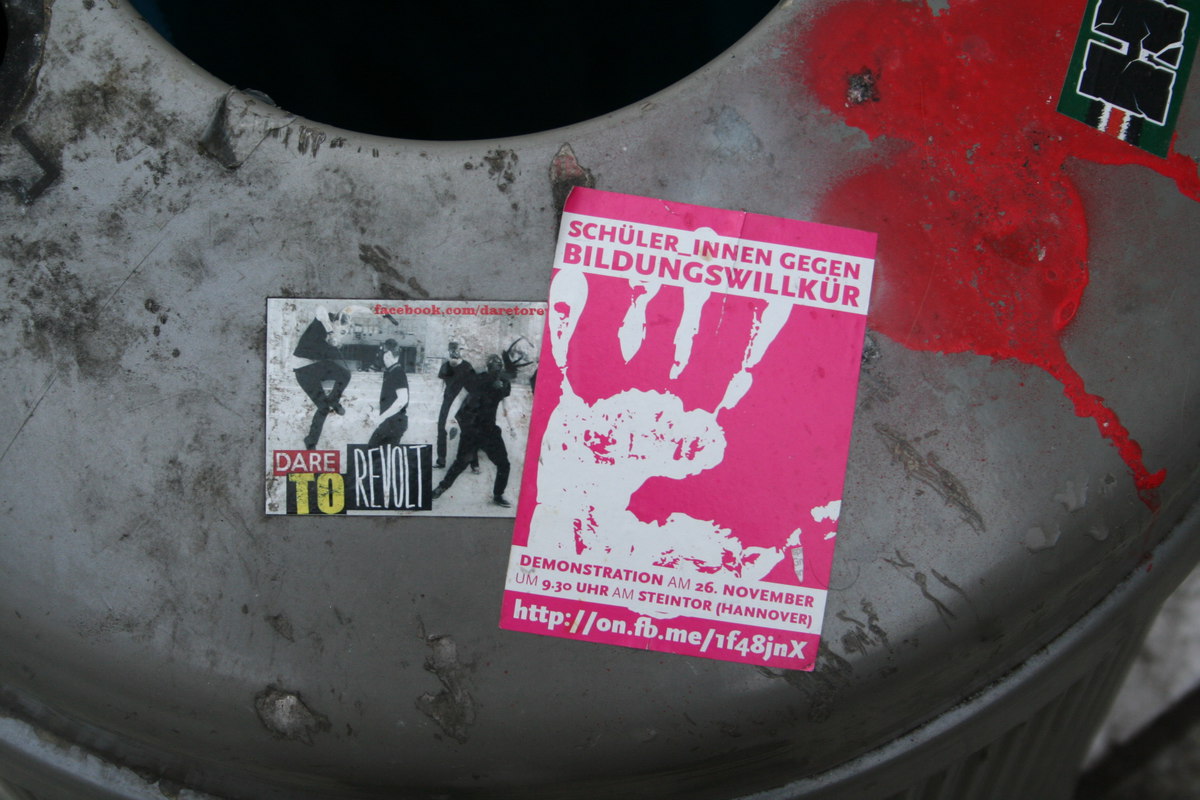 facebook.com/daretore
DARE
TO
REVOLT
SCHÜLER_INNEN GEGEN
BILDUNGSWILLKÜR
DEMONSTRATION AM 26. NOVEMBER
UM 9.30 UHR AM STEINTOR (HANNOVER)
http://on.fb.me/1f48jnX